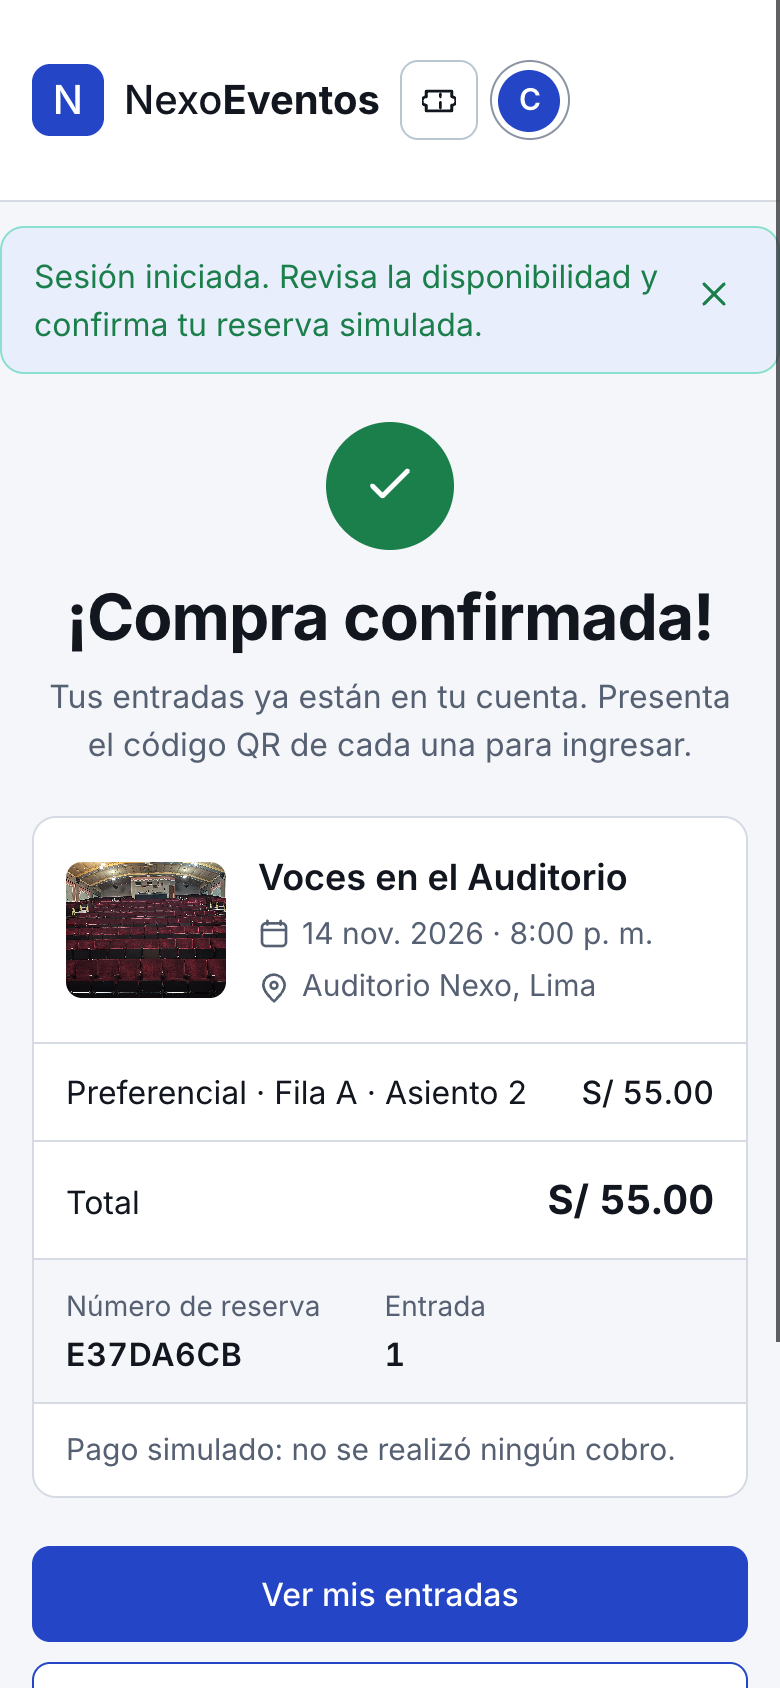 N NexoEventos C
Sesión iniciada. Revisa la disponibilidad y
confirma tu reserva simulada.
¡Compra confirmada!
Tus entradas ya están en tu cuenta. Presenta
el código QR de cada una para ingresar.
Voces en el Auditorio
14 nov. 2026 · 8:00 p. m.
Auditorio Nexo, Lima
Preferencial · Fila A · Asiento 2 S/ 55.00
Total S/ 55.00
Número de reserva Entrada
E37DA6CB 1
Pago simulado: no se realizó ningún cobro.
Ver mis entradas